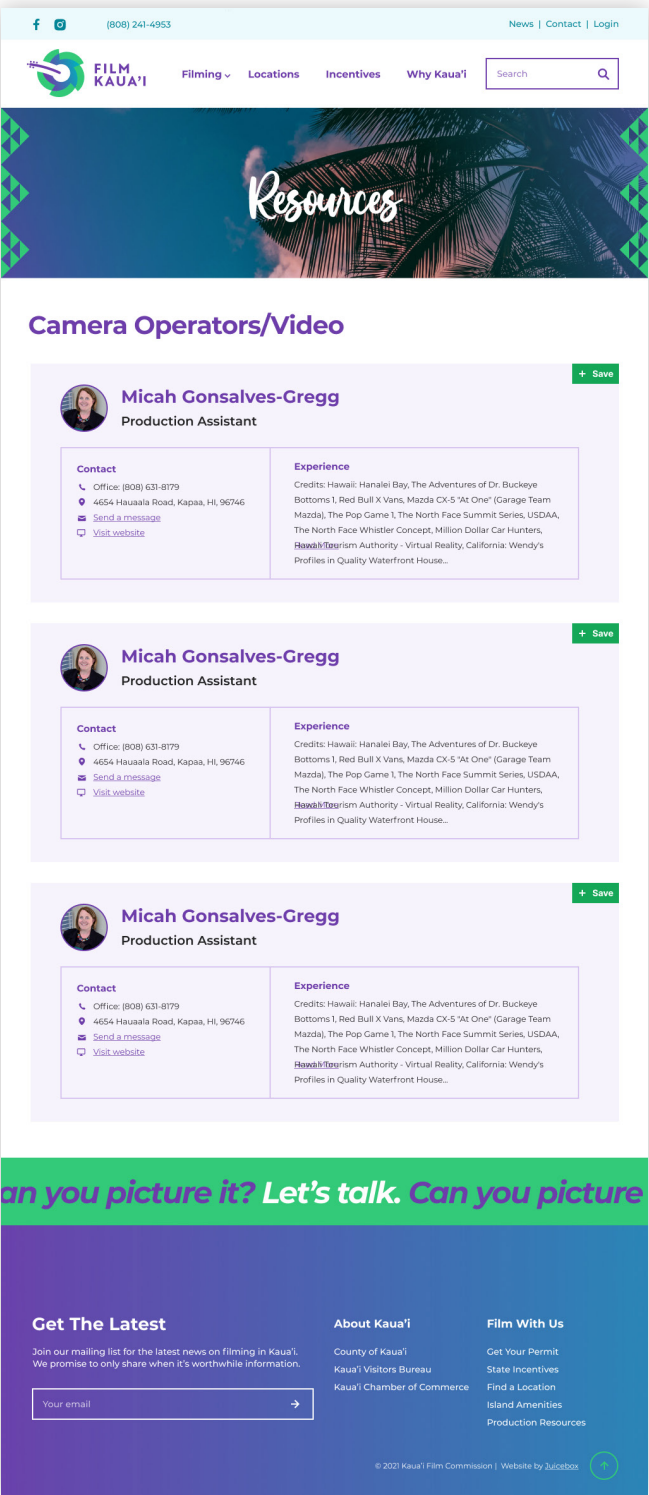 (808) 241-4953
News | Contact | Login
FILM
KAUA'I
Filming
Locations
Incentives
Why Kaua'i
Search
Resources
Camera Operators/Video
+ Save
Micah Gonsalves-Gregg
Production Assistant
Contact
Office: (808) 631-8179
4654 Hauaala Road, Kapaa, HI, 96746
Send a message
Visit website
Experience
Credits: Hawaii: Hanalei Bay, The Adventures of Dr. Buckeye
Bottoms 1, Red Bull X Vans, Mazda CX-5 "At One" (Garage Team
Mazda), The Pop Game 1, The North Face Summit Series, USDAA,
The North Face Whistler Concept, Million Dollar Car Hunters,
Tourism Authority - Virtual Reality, California: Wendy's
Profiles in Quality Waterfront House...
+ Save
Micah Gonsalves-Gregg
Production Assistant
Contact
Office: (808) 631-8179
4654 Hauaala Road, Kapaa, HI, 96746
Send a message
Visit website
Experience
Credits: Hawaii: Hanalei Bay, The Adventures of Dr. Buckeye
Bottoms 1, Red Bull X Vans, Mazda CX-5 "At One" (Garage Team
Mazda), The Pop Game 1, The North Face Summit Series, USDAA,
The North Face Whistler Concept, Million Dollar Car Hunters,
Tourism Authority - Virtual Reality, California: Wendy's
Profiles in Quality Waterfront House...
+ Save
Micah Gonsalves-Gregg
Production Assistant
Contact
Office: (808) 631-8179
4654 Hauaala Road, Kapaa, HI, 96746
Send a message
Visit website
Experience
Credits: Hawaii: Hanalei Bay, The Adventures of Dr. Buckeye
Bottoms 1, Red Bull X Vans, Mazda CX-5 "At One" (Garage Team
Mazda), The Pop Game 1, The North Face Summit Series, USDAA,
The North Face Whistler Concept, Million Dollar Car Hunters,
Tourism Authority - Virtual Reality, California: Wendy's
Profiles in Quality Waterfront House...
an you picture it? Let's talk. Can you picture
Get The Latest
Join our mailing list for the latest news on filming in Kaua'i.
We promise to only share when it's worthwhile information.
Your email
About Kaua'i
County of Kaua'i
Kaua'i Visitors Bureau
Kaua'i Chamber of Commerce
Film With Us
Get Your Permit
State Incentives
Find a Location
Island Amenities
Production Resources
© 2021 Kaua'i Film Commission | Website by Juicebox